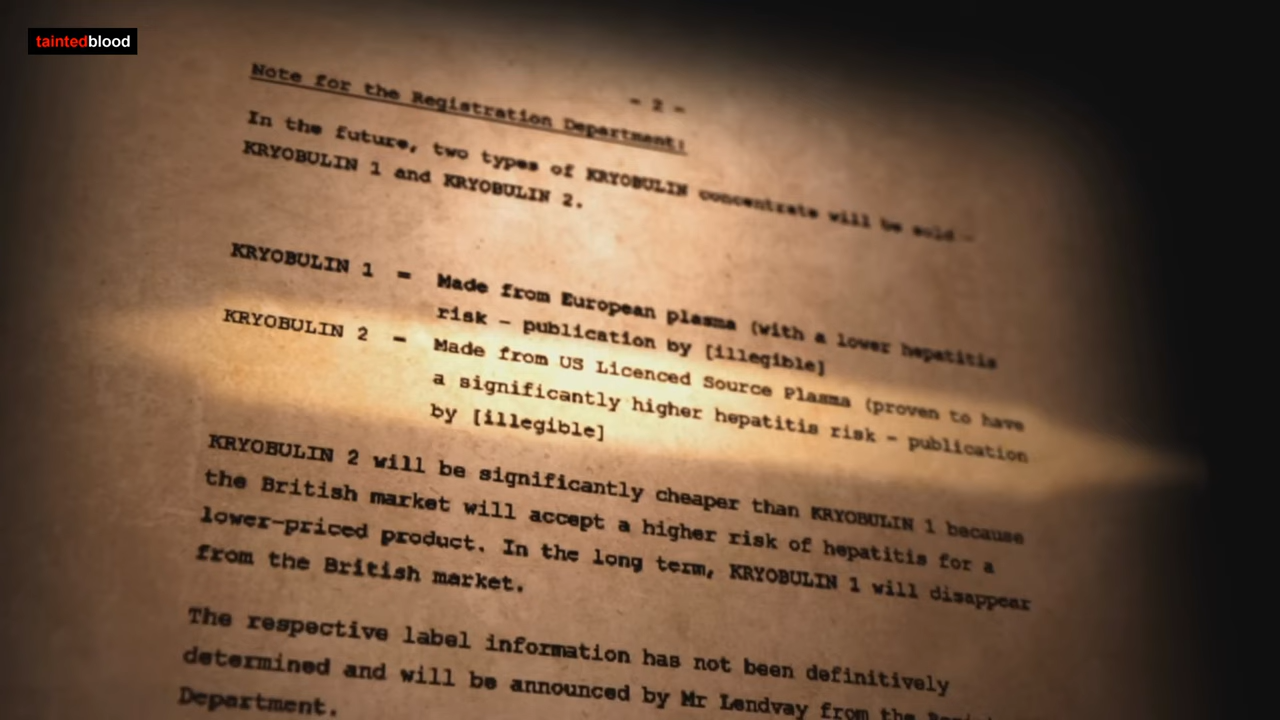 taintedblood
- 2 -
Note for the Registration Department:
In the future, two types of KRYOBULIN concentrate will be sold -
KRYOBULIN 1 and KRYOBULIN 2.
KRYOBULIN 1 - Made from European plasma (with a lower hepatitis
risk - publication by [illegible]
KRYOBULIN 2 - Made from US Licenced Source Plasma (proven to have
a significantly higher hepatitis risk - publication
by [illegible]
KRYOBULIN 2 will be significantly cheaper than KRYOBULIN 1 because
the British market will accept a higher risk of hepatitis for a
lower-priced product. In the long term, KRYOBULIN 1 will disappear
from the British market.
The respective label information has not been definitively
determined and will be announced by Mr Lendvay from the
Department.